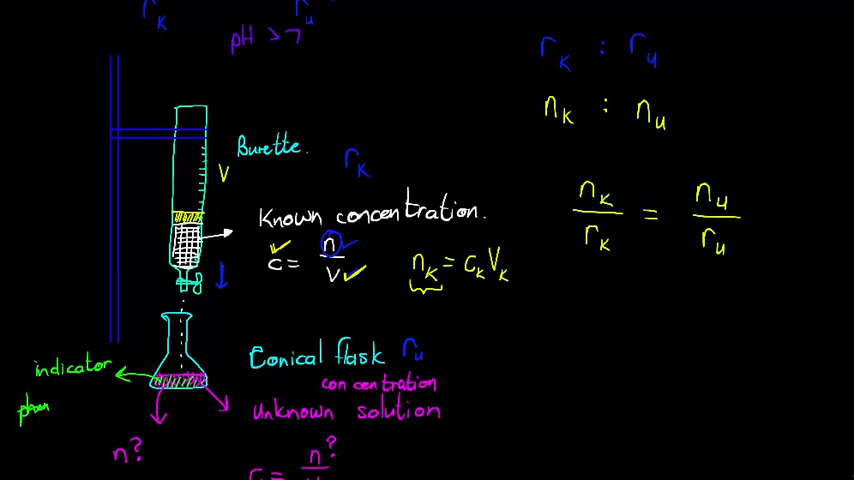 r_K r_u
pH > 7
r_K : r_u
n_K : n_u
Burette.
r_K
V
n_K / r_K = n_u / r_u
Known concentration.
c = n / V
n_K = c_K V_K
Conical flask r_u
indicator
concentration
unknown solution
n?
n?